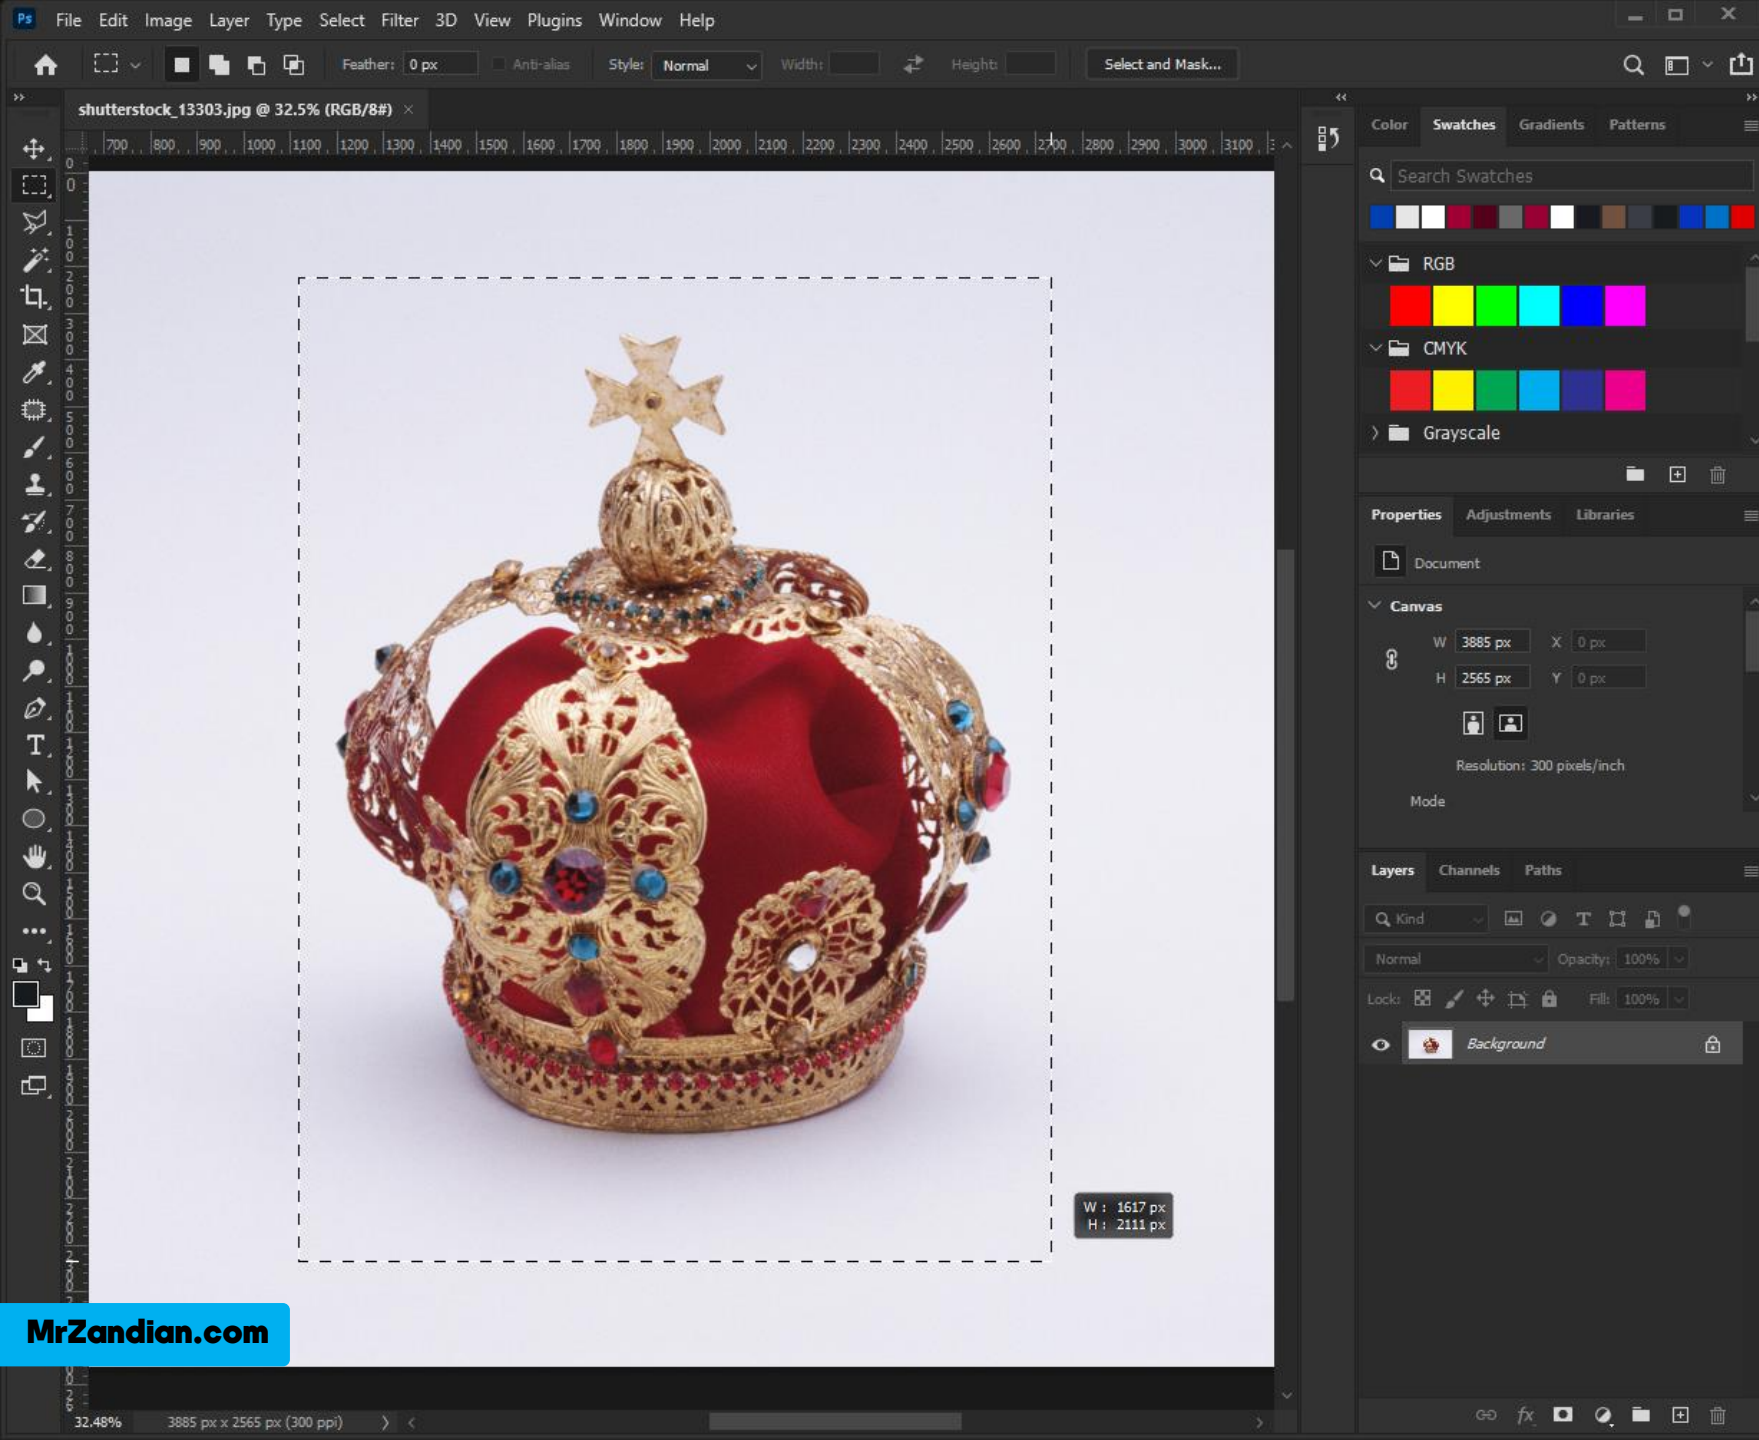 Ps File Edit Image Layer Type Select Filter 3D View Plugins Window Help
Feather: 0 px Anti-alias Style: Normal Width: Height: Select and Mask...
shutterstock_13303.jpg @ 32.5% (RGB/8#) ×
700 800 900 1000 1100 1200 1300 1400 1500 1600 1700 1800 1900 2000 2100 2200 2300 2400 2500 2600 2700 2800 2900 3000 3100
Color Swatches Gradients Patterns
Search Swatches
RGB
CMYK
Grayscale
Properties Adjustments Libraries
Document
Canvas
W 3885 px X 0 px
H 2565 px Y 0 px
Resolution: 300 pixels/inch
Mode
Layers Channels Paths
Kind
Normal Opacity: 100%
Lock: Fill: 100%
Background
W : 1617 px
H : 2111 px
MrZandian.com
32.48% 3885 px x 2565 px (300 ppi)
fx